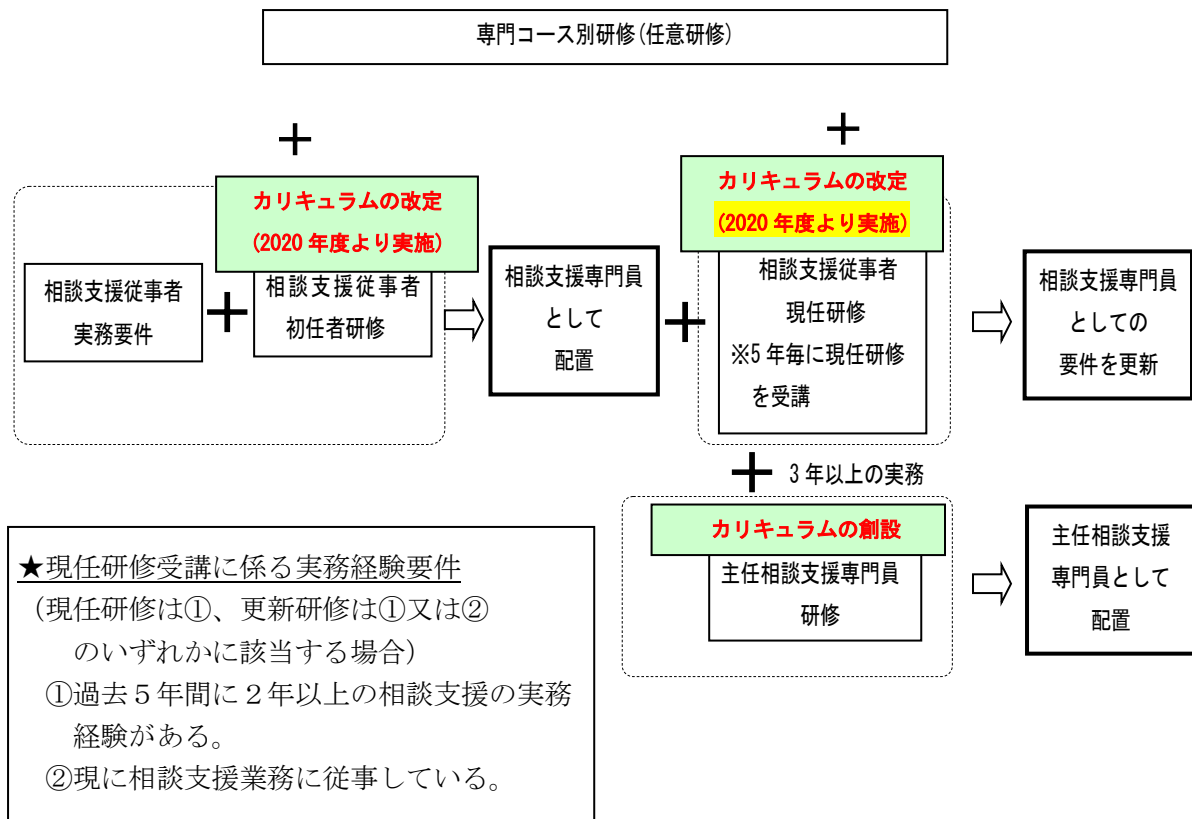 専門コース別研修(任意研修)
＋
＋
カリキュラムの改定
(2020 年度より実施)
相談支援従事者
実務要件
＋
相談支援従事者
初任者研修
相談支援専門員
として
配置
＋
カリキュラムの改定
(2020 年度より実施)
相談支援従事者
現任研修
※5 年毎に現任研修
を受講
相談支援専門員
としての
要件を更新
＋ 3 年以上の実務
カリキュラムの創設
主任相談支援専門員
研修
主任相談支援
専門員として
配置
★現任研修受講に係る実務経験要件
（現任研修は①、更新研修は①又は②
のいずれかに該当する場合）
①過去５年間に２年以上の相談支援の実務
経験がある。
②現に相談支援業務に従事している。